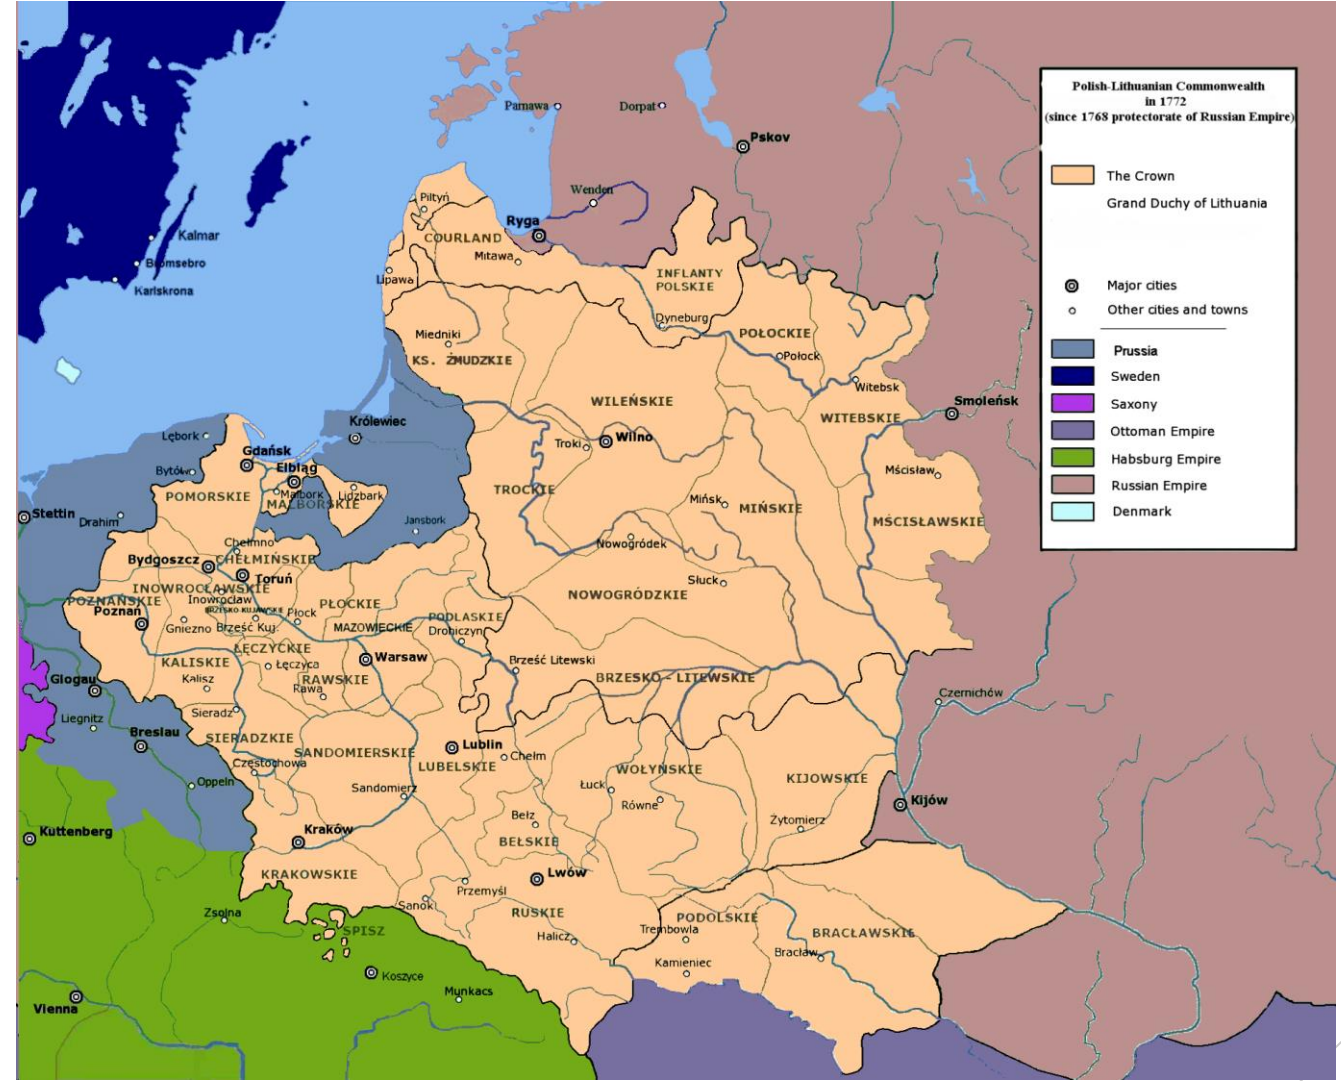 Polish-Lithuanian Commonwealth
in 1772
(since 1768 protectorate of Russian Empire)
The Crown
Grand Duchy of Lithuania
Major cities
Other cities and towns
Prussia
Sweden
Saxony
Ottoman Empire
Habsburg Empire
Russian Empire
Denmark
Parnawa
Dorpat
Pskov
Wenden
Piltyń
Ryga
Kalmar
COURLAND
Mitawa
Bromsebro
Lipawa
INFLANTY
POLSKIE
Karlskrona
Dyneburg
Miedniki
POŁOCKIE
KS. ŻMUDZKIE
Połock
Witebsk
WILEŃSKIE
Smoleńsk
WITEBSKIE
Królewiec
Lębork
Wilno
Troki
Gdańsk
Elbląg
Bytów
Mścisław
POMORSKIE
Malbork
Lidzbark
MALBORSKIE
TROCKIE
Mińsk
MIŃSKIE
Stettin
Drahim
Jansbork
MŚCISŁAWSKIE
Chełmno
Nowogródek
Bydgoszcz
CHEŁMIŃSKIE
Toruń
Słuck
INOWROCŁAWSKIE
Inowrocław
NOWOGRÓDZKIE
POZNAŃSKIE
Poznań
BRZESKO-KUJAWSKIE
Płock
PŁOCKIE
PODLASKIE
Gniezno
Brześć Kuj.
MAZOWIECKIE
Drohiczyn
ŁĘCZYCKIE
Warsaw
Brześć Litewski
KALISKIE
Łęczyca
Kalisz
RAWSKIE
Rawa
BRZESKO - LITEWSKIE
Glogau
Czernichów
Liegnitz
Sieradz
Breslau
SIERADZKIE
SANDOMIERSKIE
Lublin
Chełm
Częstochowa
LUBELSKIE
WOŁYŃSKIE
KIJOWSKIE
Oppeln
Sandomierz
Łuck
Równe
Kijów
Bełz
Żytomierz
Kuttenberg
Kraków
BEŁSKIE
KRAKOWSKIE
Lwów
Przemyśl
Sanok
Zsolna
RUSKIE
PODOLSKIE
SPISZ
Trembowla
BRACŁAWSKIE
Halicz
Bracław
Kamieniec
Koszyce
Munkacs
Vienna